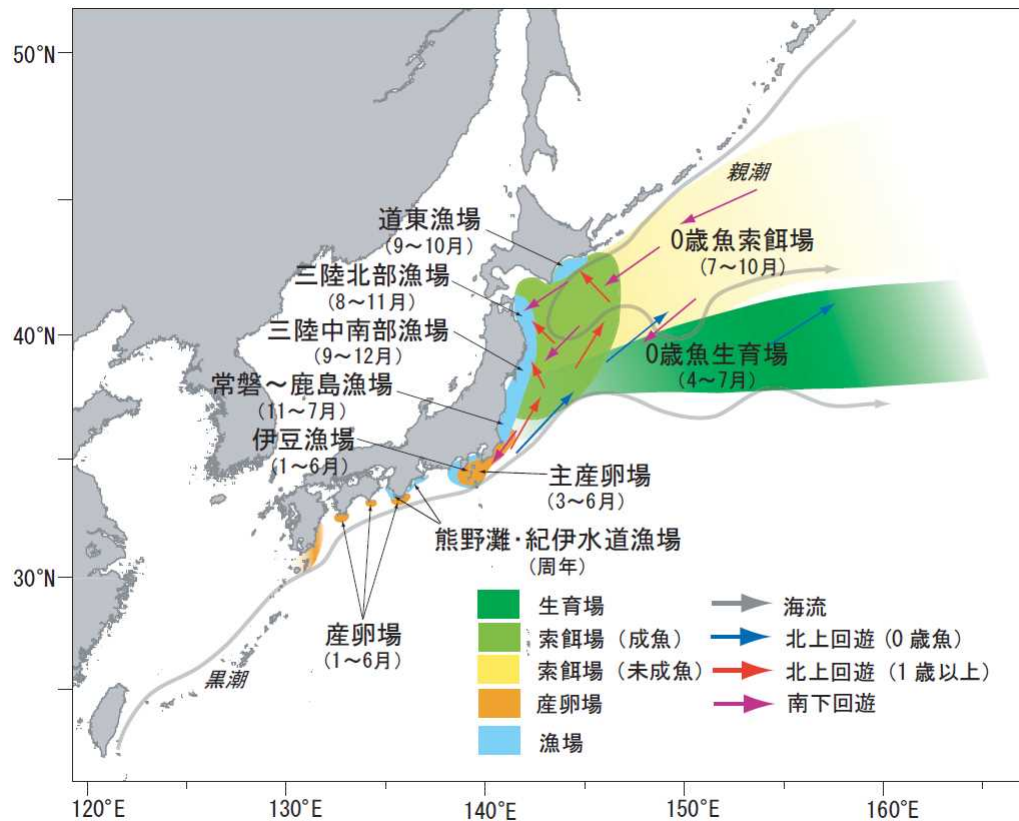 50°N
親潮
道東漁場
(9～10月)
0歳魚索餌場
(7～10月)
三陸北部漁場
(8～11月)
40°N
三陸中南部漁場
(9～12月)
0歳魚生育場
(4～7月)
常磐～鹿島漁場
(11～7月)
伊豆漁場
(1～6月)
主産卵場
(3～6月)
熊野灘・紀伊水道漁場
(周年)
30°N
産卵場
(1～6月)
黒潮
生育場
索餌場(成魚)
索餌場(未成魚)
産卵場
漁場
海流
北上回遊(0歳魚)
北上回遊(1歳以上)
南下回遊
120°E
130°E
140°E
150°E
160°E